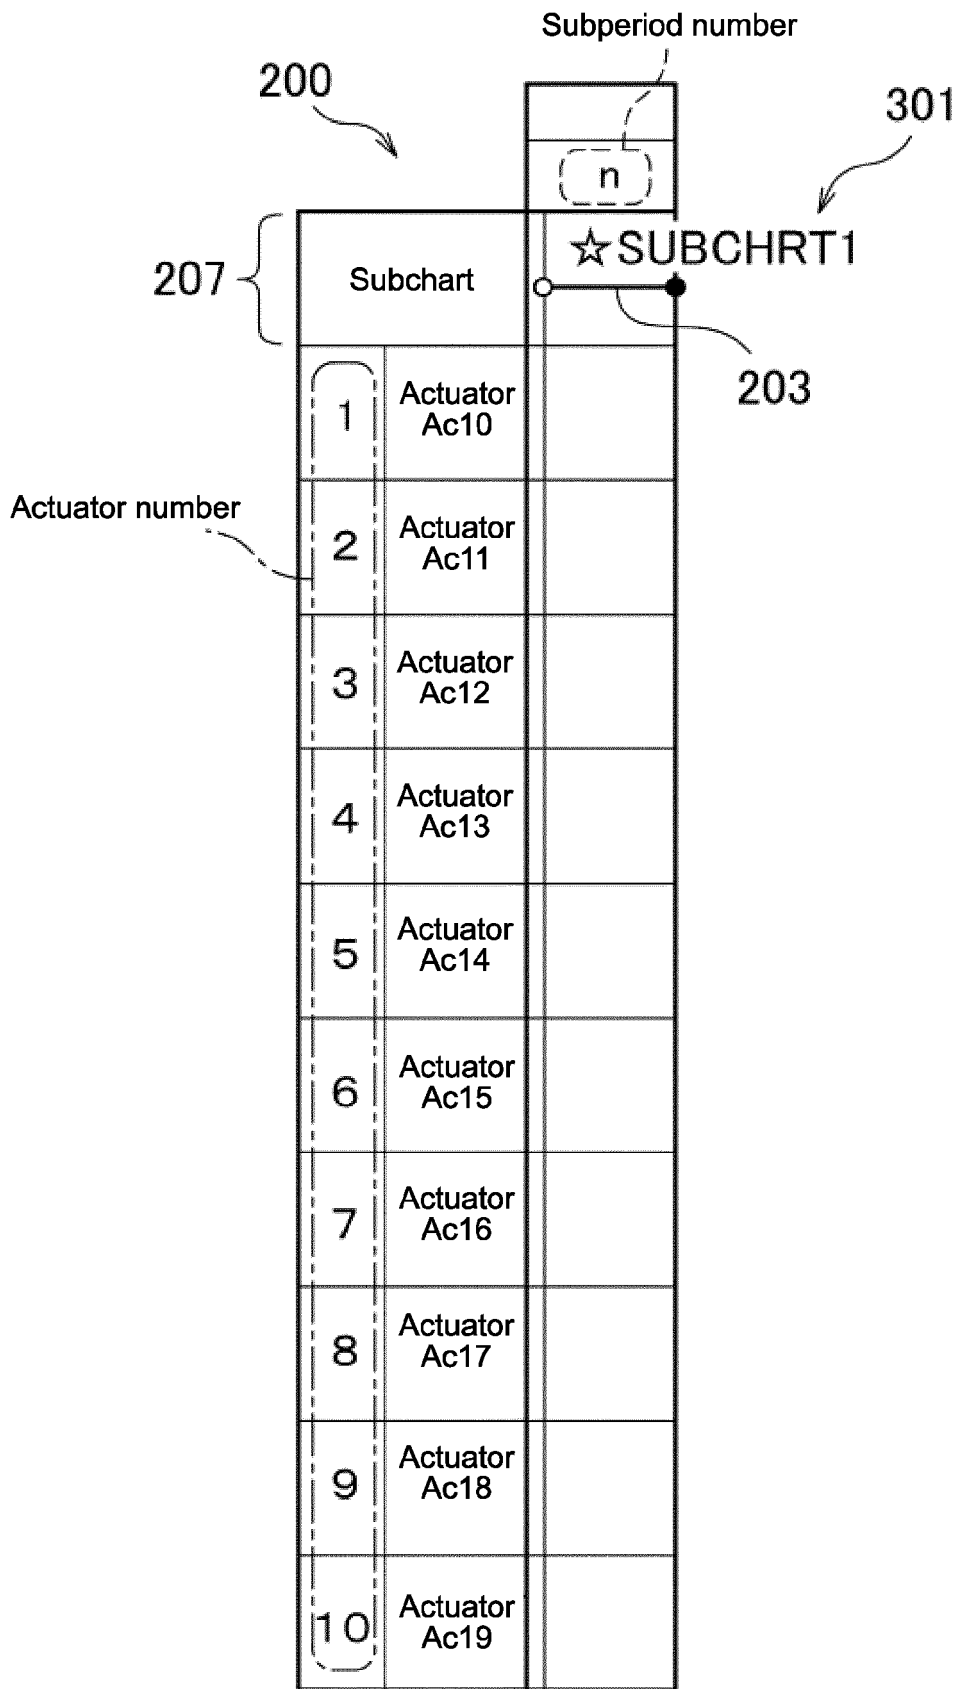 Subperiod number
200
301
n
207
Subchart
☆SUBCHRT1
203
1
Actuator
Ac10
Actuator number
2
Actuator
Ac11
3
Actuator
Ac12
4
Actuator
Ac13
5
Actuator
Ac14
6
Actuator
Ac15
7
Actuator
Ac16
8
Actuator
Ac17
9
Actuator
Ac18
10
Actuator
Ac19